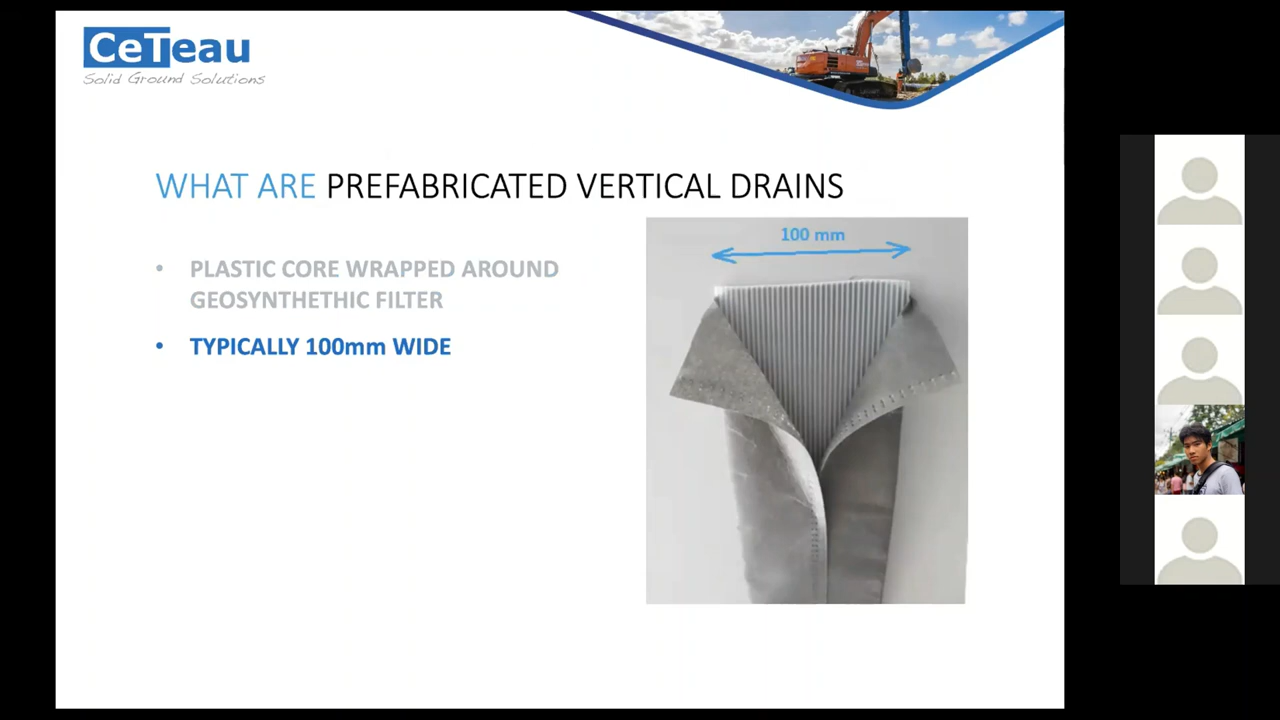 CeTeau
Solid Ground Solutions
WHAT ARE PREFABRICATED VERTICAL DRAINS
• PLASTIC CORE WRAPPED AROUND
GEOSYNTHETHIC FILTER
• TYPICALLY 100mm WIDE
100 mm